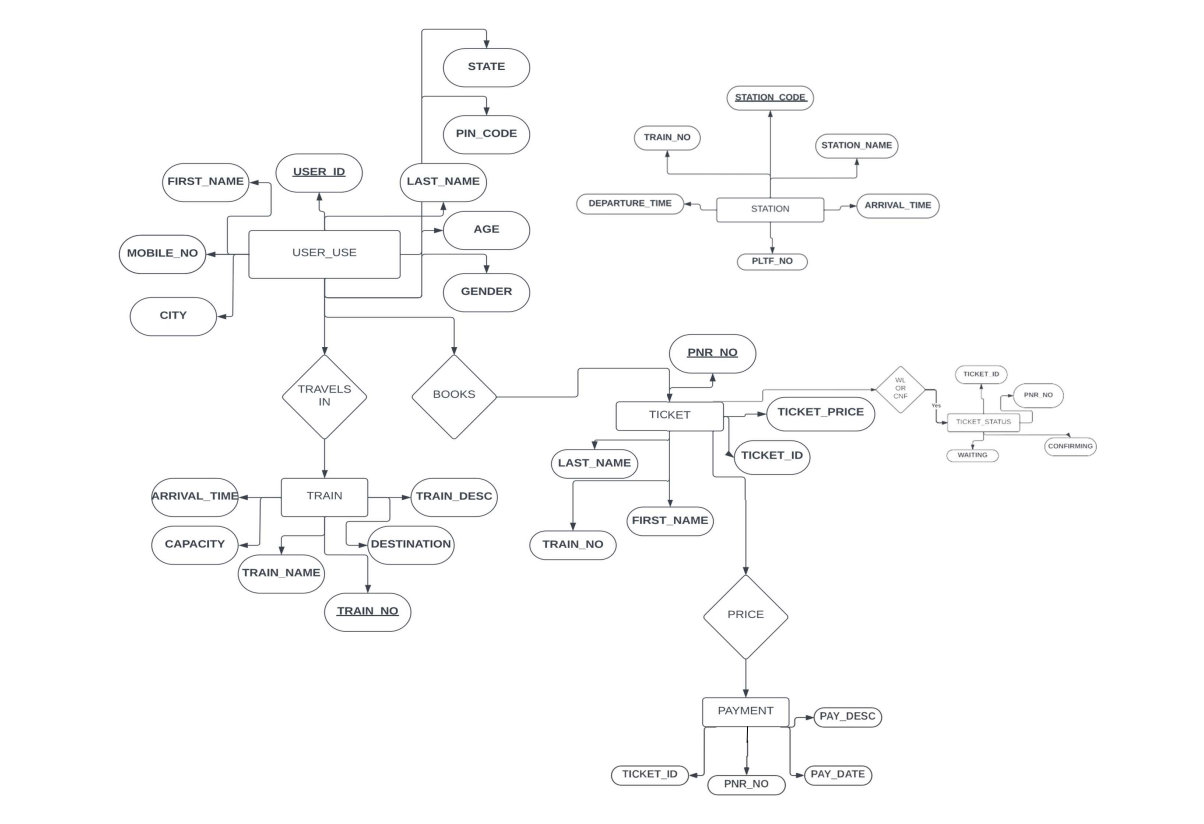 STATE
PIN_CODE
USER_ID
FIRST_NAME
LAST_NAME
AGE
USER_USE
MOBILE_NO
GENDER
CITY
STATION_CODE
TRAIN_NO
STATION_NAME
DEPARTURE_TIME
STATION
ARRIVAL_TIME
PLTF_NO
TRAVELS
IN
BOOKS
PNR_NO
TICKET
TICKET_PRICE
LAST_NAME
TICKET_ID
FIRST_NAME
TRAIN_NO
WL
OR
CNF
Yes
TICKET_ID
PNR_NO
TICKET_STATUS
CONFIRMING
WAITING
ARRIVAL_TIME
TRAIN
TRAIN_DESC
CAPACITY
DESTINATION
TRAIN_NAME
TRAIN_NO
PRICE
PAYMENT
PAY_DESC
TICKET_ID
PNR_NO
PAY_DATE